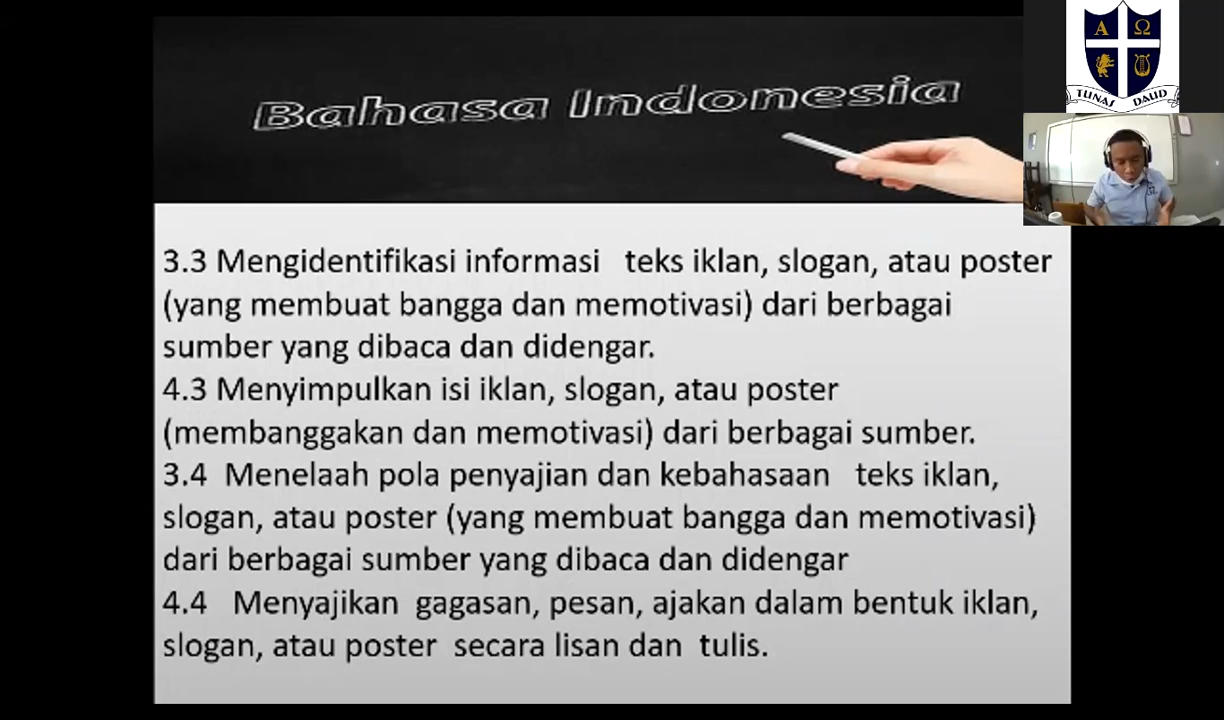 Bahasa Indonesia
Α Ω
TUNAS DAUD
3.3 Mengidentifikasi informasi teks iklan, slogan, atau poster
(yang membuat bangga dan memotivasi) dari berbagai
sumber yang dibaca dan didengar.
4.3 Menyimpulkan isi iklan, slogan, atau poster
(membanggakan dan memotivasi) dari berbagai sumber.
3.4 Menelaah pola penyajian dan kebahasaan teks iklan,
slogan, atau poster (yang membuat bangga dan memotivasi)
dari berbagai sumber yang dibaca dan didengar
4.4 Menyajikan gagasan, pesan, ajakan dalam bentuk iklan,
slogan, atau poster secara lisan dan tulis.